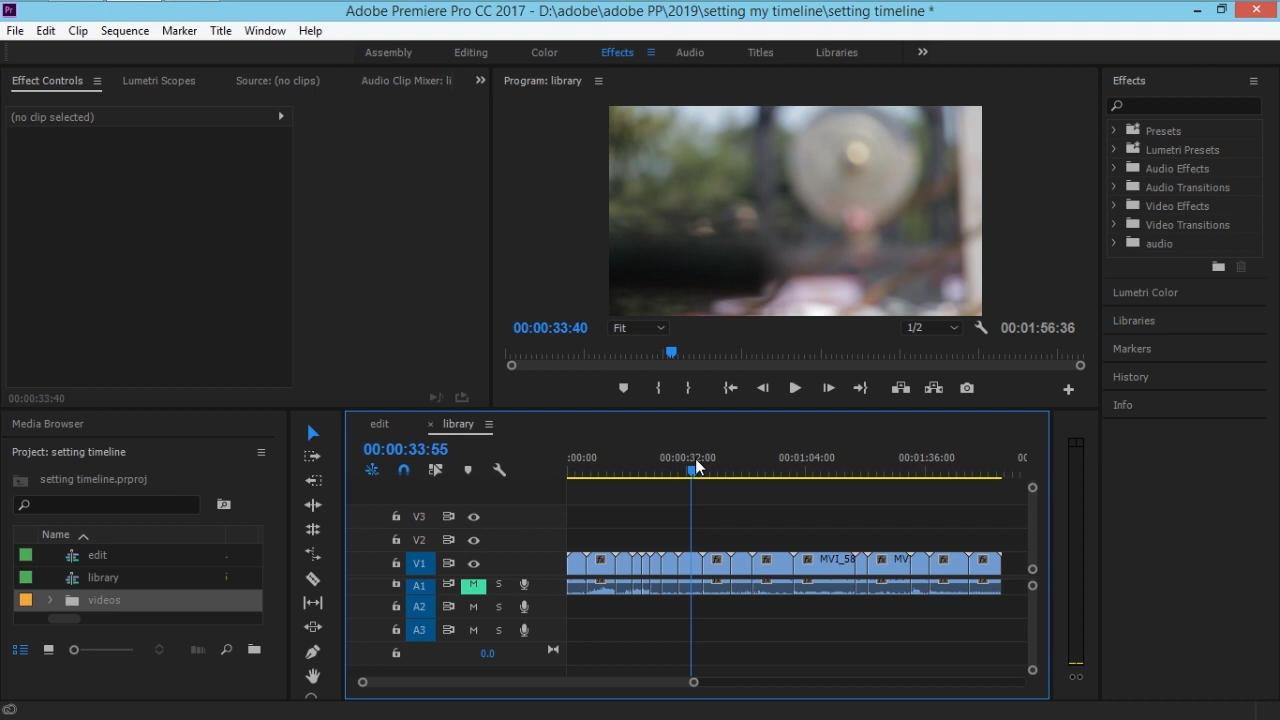 Pr Adobe Premiere Pro CC 2017 - D:\adobe\adobe PP\2019\setting my timeline\setting timeline *
File Edit Clip Sequence Marker Title Window Help
Assembly Editing Color Effects Audio Titles Libraries
Effect Controls Lumetri Scopes Source: (no clips) Audio Clip Mixer: li
Program: library
Effects
(no clip selected)
Presets
Lumetri Presets
Audio Effects
Audio Transitions
Video Effects
Video Transitions
audio
Lumetri Color
Libraries
Markers
History
Info
00:00:33:40 Fit 1/2 00:01:56:36
00:00:33:40
Media Browser
Project: setting timeline
setting timeline.prproj
Name
edit
library
videos
edit × library
00:00:33:55
:00:00 00:00:32:00 00:01:04:00 00:01:36:00 00
V3
V2
V1 MVI_58 MV
A1 M S
A2 M S
A3 M S
0.0